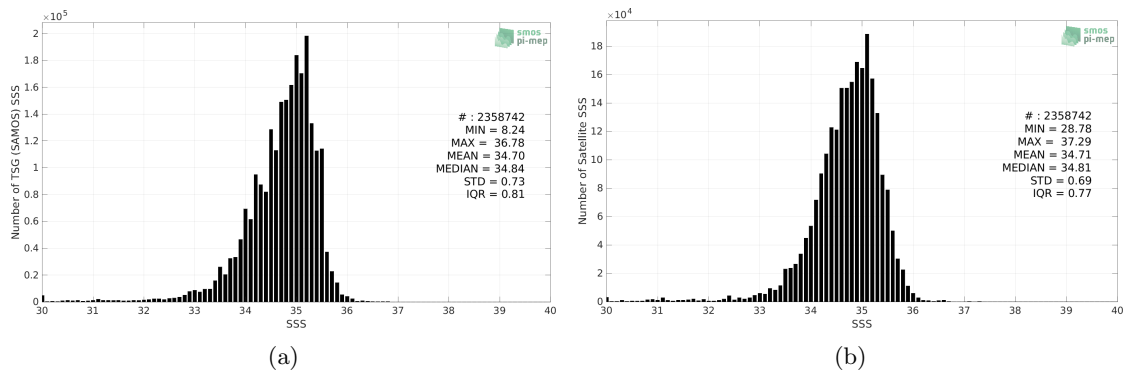 ×10⁵
Number of TSG (SAMOS) SSS
2
1.8
1.6
1.4
1.2
1
0.8
0.6
0.4
0.2
0
smos
pi-mep
# : 2358742
MIN = 8.24
MAX = 36.78
MEAN = 34.70
MEDIAN = 34.84
STD = 0.73
IQR = 0.81
30 31 32 33 34 35 36 37 38 39 40
SSS
(a)
×10⁴
Number of Satellite SSS
18
16
14
12
10
8
6
4
2
0
smos
pi-mep
# : 2358742
MIN = 28.78
MAX = 37.29
MEAN = 34.71
MEDIAN = 34.81
STD = 0.69
IQR = 0.77
30 31 32 33 34 35 36 37 38 39 40
SSS
(b)